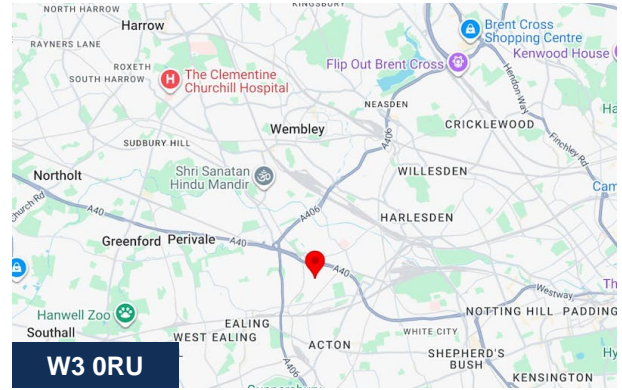 NORTH HARROW
Harrow
KINGSBURY
Brent Cross
Shopping Centre
RAYNERS LANE
Kenwood House
Flip Out Brent Cross
ROXETH
SOUTH HARROW
The Clementine
Churchill Hospital
Hendon Way
NEASDEN
Wembley
A406
CRICKLEWOOD
SUDBURY HILL
Finchley Rd
Shri Sanatan
Hindu Mandir
WILLESDEN
Northolt
Church Rd
A40
A406
HARLESDEN
Greenford
Perivale
A40
A40
Westway
Hanwell Zoo
NOTTING HILL
Southall
EALING
WEST EALING
WHITE CITY
ACTON
SHEPHERD'S
BUSH
KENSINGTON
W3 0RU